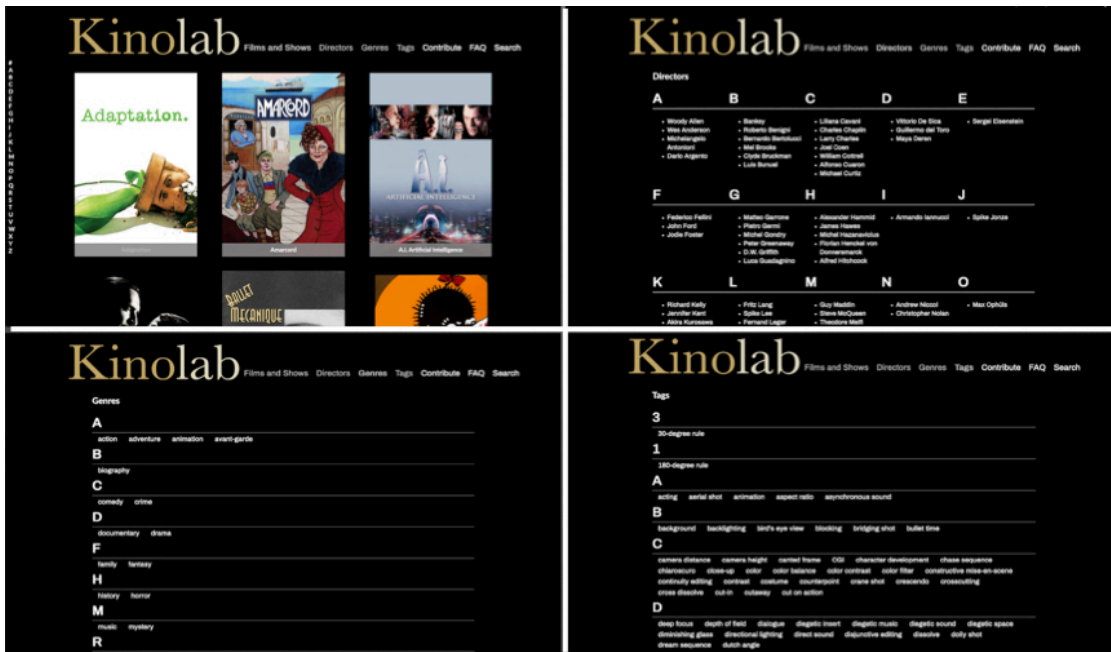 Kinolab
Films and Shows Directors Genres Tags Contribute FAQ Search
#
A
B
C
D
E
F
G
H
I
J
K
L
M
N
O
P
Q
R
S
T
U
V
W
X
Y
Z
Adaptation.
AMARCORD
Amarcord
A.I.
ARTIFICIAL INTELLIGENCE
A.I. Artificial Intelligence
BALLET
MECANIQUE
Kinolab
Films and Shows Directors Genres Tags Contribute FAQ Search
Directors
A
Woody Allen
Wes Anderson
Michelangelo
Antonioni
Dario Argento
B
Banksy
Roberto Benigni
Bernardo Bertolucci
Mel Brooks
Clyde Bruckman
Luis Bunuel
C
Liliana Cavani
Charles Chaplin
Larry Charles
Joel Coen
William Cottrell
Alfonso Cuaron
Michael Curtiz
D
Vittorio De Sica
Guillermo del Toro
Maya Deren
E
Sergei Eisenstein
F
Federico Fellini
John Ford
Jodie Foster
G
Matteo Garrone
Pietro Germi
Michel Gondry
Peter Greenaway
D.W. Griffith
Luca Guadagnino
H
Alexander Hammid
James Hawes
Michel Hazanavicius
Florian Henckel von
Donnersmarck
Alfred Hitchcock
I
Armando Iannucci
J
Spike Jonze
K
Richard Kelly
Jennifer Kent
Akira Kurosawa
L
Fritz Lang
Spike Lee
Fernand Leger
M
Guy Maddin
Steve McQueen
Theodore Melfi
N
Andrew Niccol
Christopher Nolan
O
Max Ophüls
Kinolab
Films and Shows Directors Genres Tags Contribute FAQ Search
Genres
A
action adventure animation avant-garde
B
biography
C
comedy crime
D
documentary drama
F
family fantasy
H
history horror
M
music mystery
R
Kinolab
Films and Shows Directors Genres Tags Contribute FAQ Search
Tags
3
30-degree rule
1
180-degree rule
A
acting aerial shot animation aspect ratio asynchronous sound
B
background backlighting bird's eye view blocking bridging shot bullet time
C
camera distance camera height canted frame CGI character development chase sequence
chiaroscuro close-up color color balance color contrast color filter constructive mise-en-scene
continuity editing contrast costume counterpoint crane shot crescendo crosscutting
cross dissolve cut-in cutaway cut on action
D
deep focus depth of field dialogue diegetic insert diegetic music diegetic sound diegetic space
diminishing glass directional lighting direct sound disjunctive editing dissolve dolly shot
dream sequence dutch angle